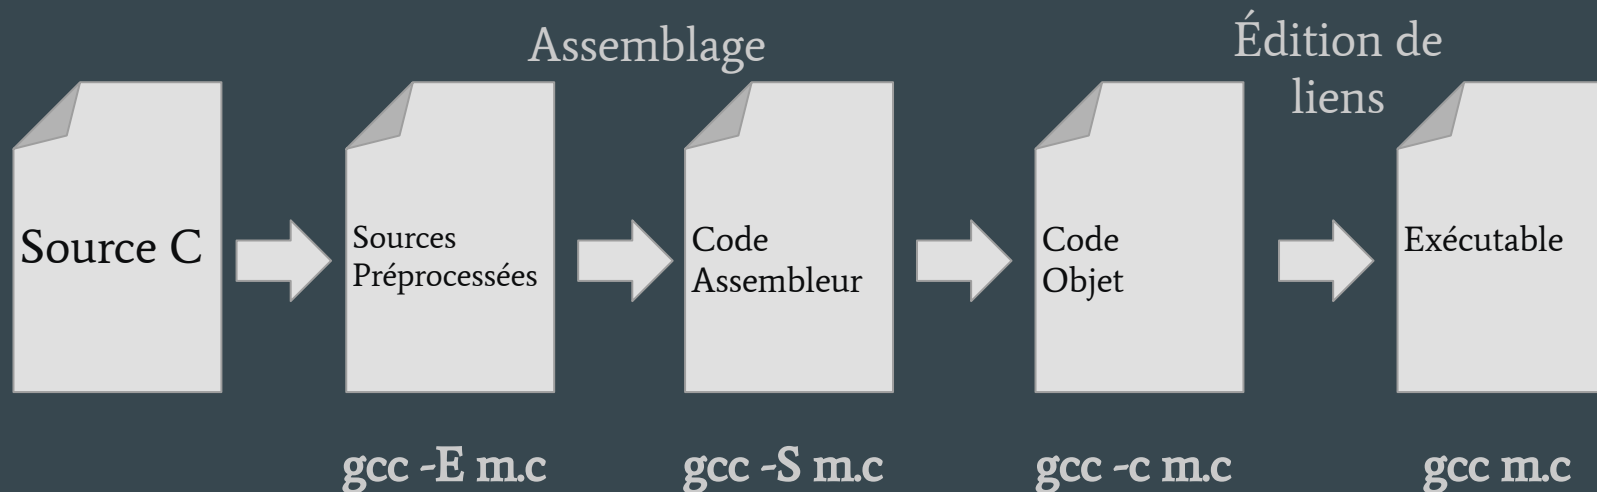 Assemblage
Édition de
liens
Source C
Sources
Préprocessées
Code
Assembleur
Code
Objet
Exécutable
gcc -E m.c
gcc -S m.c
gcc -c m.c
gcc m.c